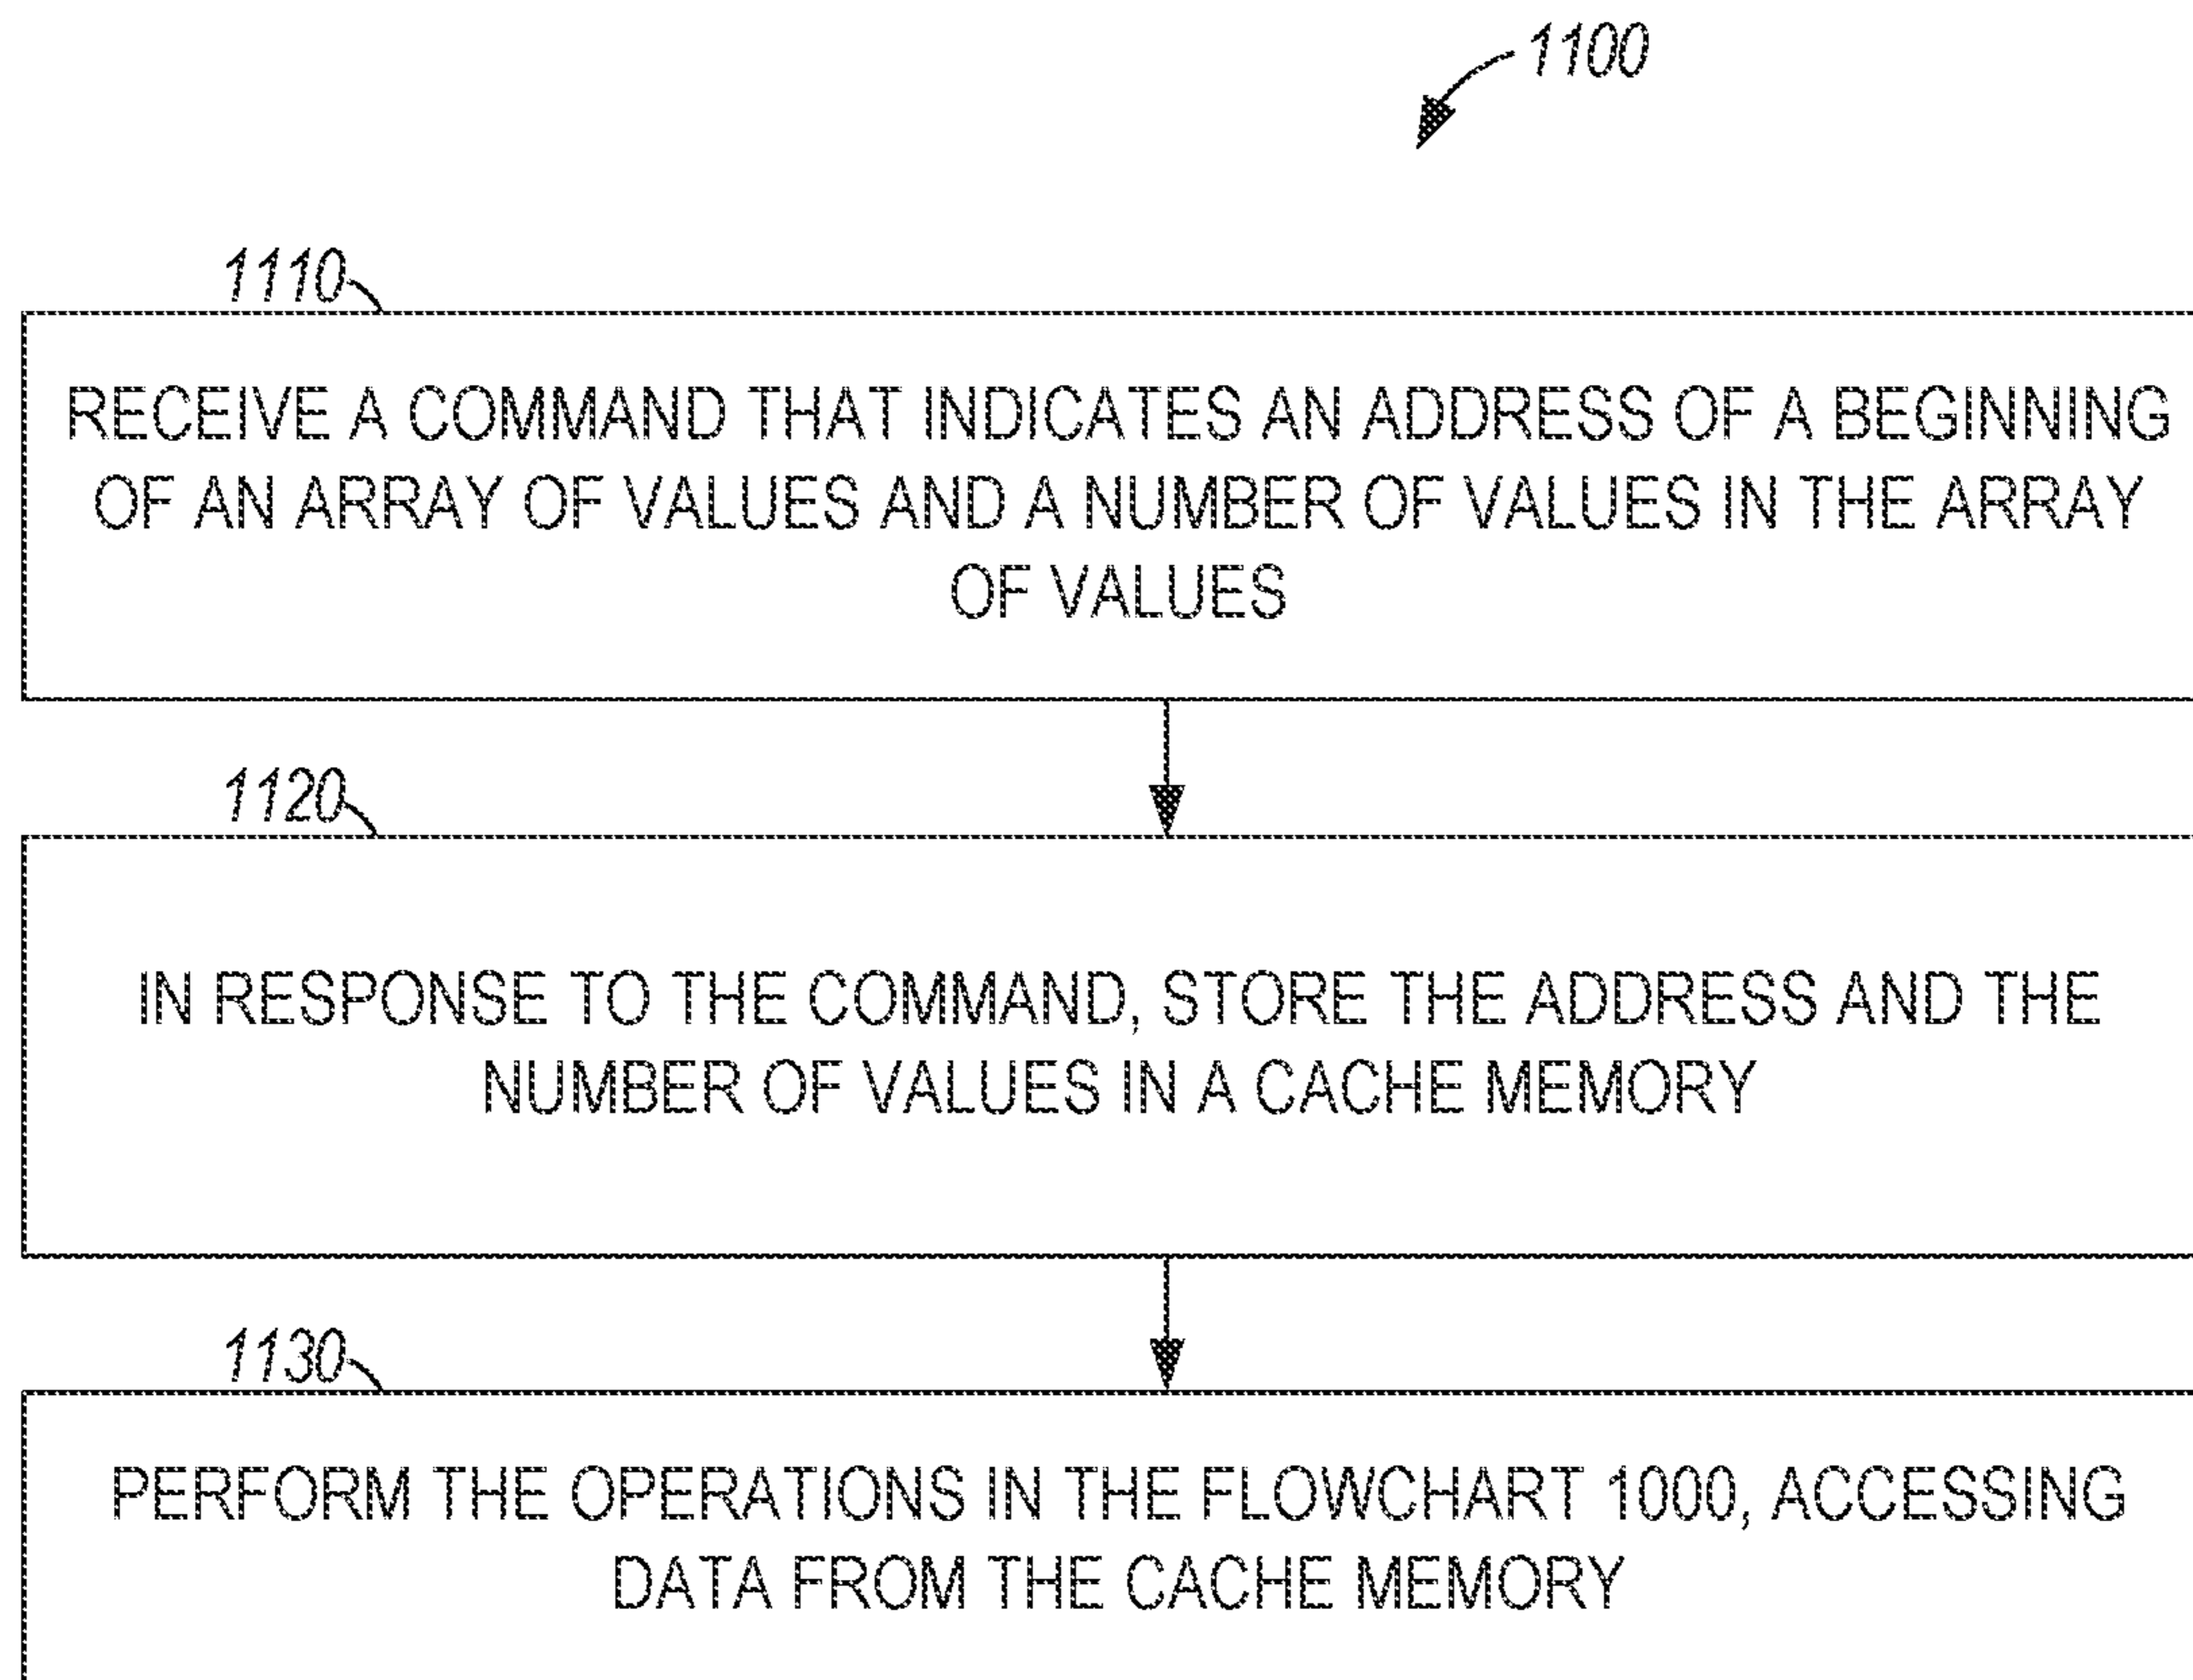 1100
1110
RECEIVE A COMMAND THAT INDICATES AN ADDRESS OF A BEGINNING
OF AN ARRAY OF VALUES AND A NUMBER OF VALUES IN THE ARRAY
OF VALUES
1120
IN RESPONSE TO THE COMMAND, STORE THE ADDRESS AND THE
NUMBER OF VALUES IN A CACHE MEMORY
1130
PERFORM THE OPERATIONS IN THE FLOWCHART 1000, ACCESSING
DATA FROM THE CACHE MEMORY